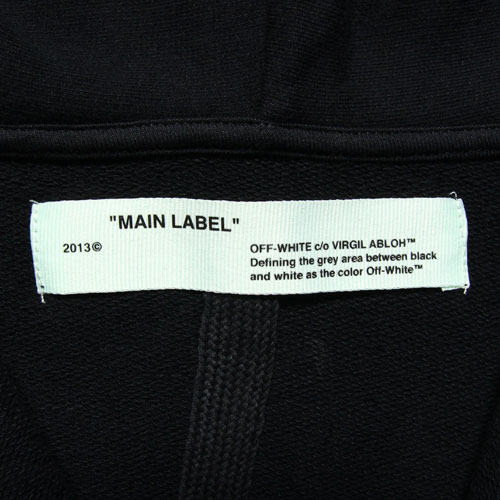 "MAIN LABEL"
2013©
OFF-WHITE c/o VIRGIL ABLOH™
Defining the grey area between black
and white as the color Off-White™